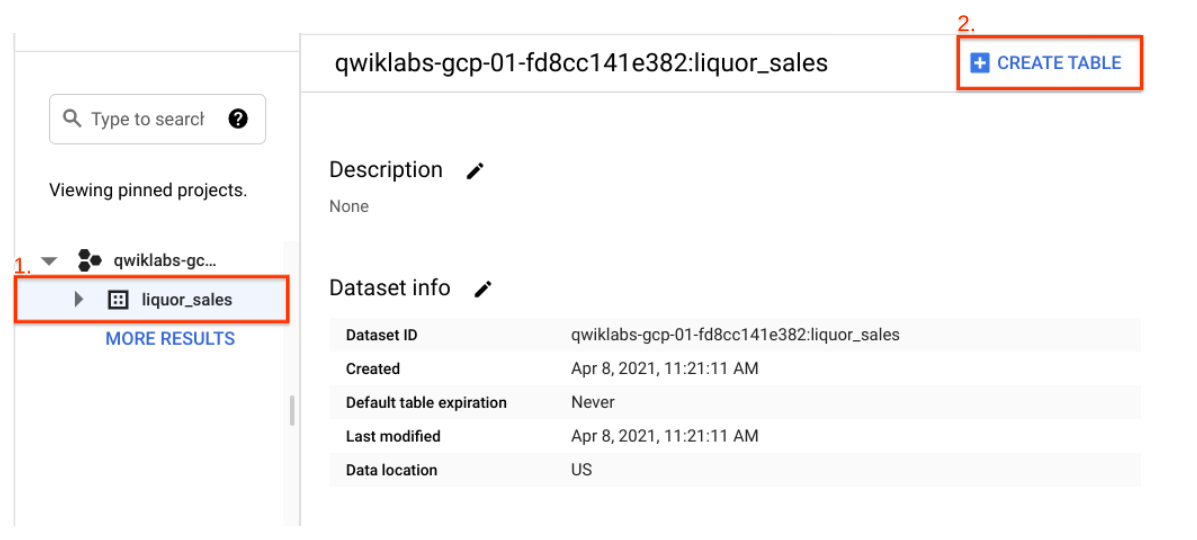 2.
qwiklabs-gcp-01-fd8cc141e382:liquor_sales
CREATE TABLE
Type to search
Viewing pinned projects.
1.
qwiklabs-gc...
liquor_sales
MORE RESULTS
Description
None
Dataset info
Dataset ID qwiklabs-gcp-01-fd8cc141e382:liquor_sales
Created Apr 8, 2021, 11:21:11 AM
Default table expiration Never
Last modified Apr 8, 2021, 11:21:11 AM
Data location US